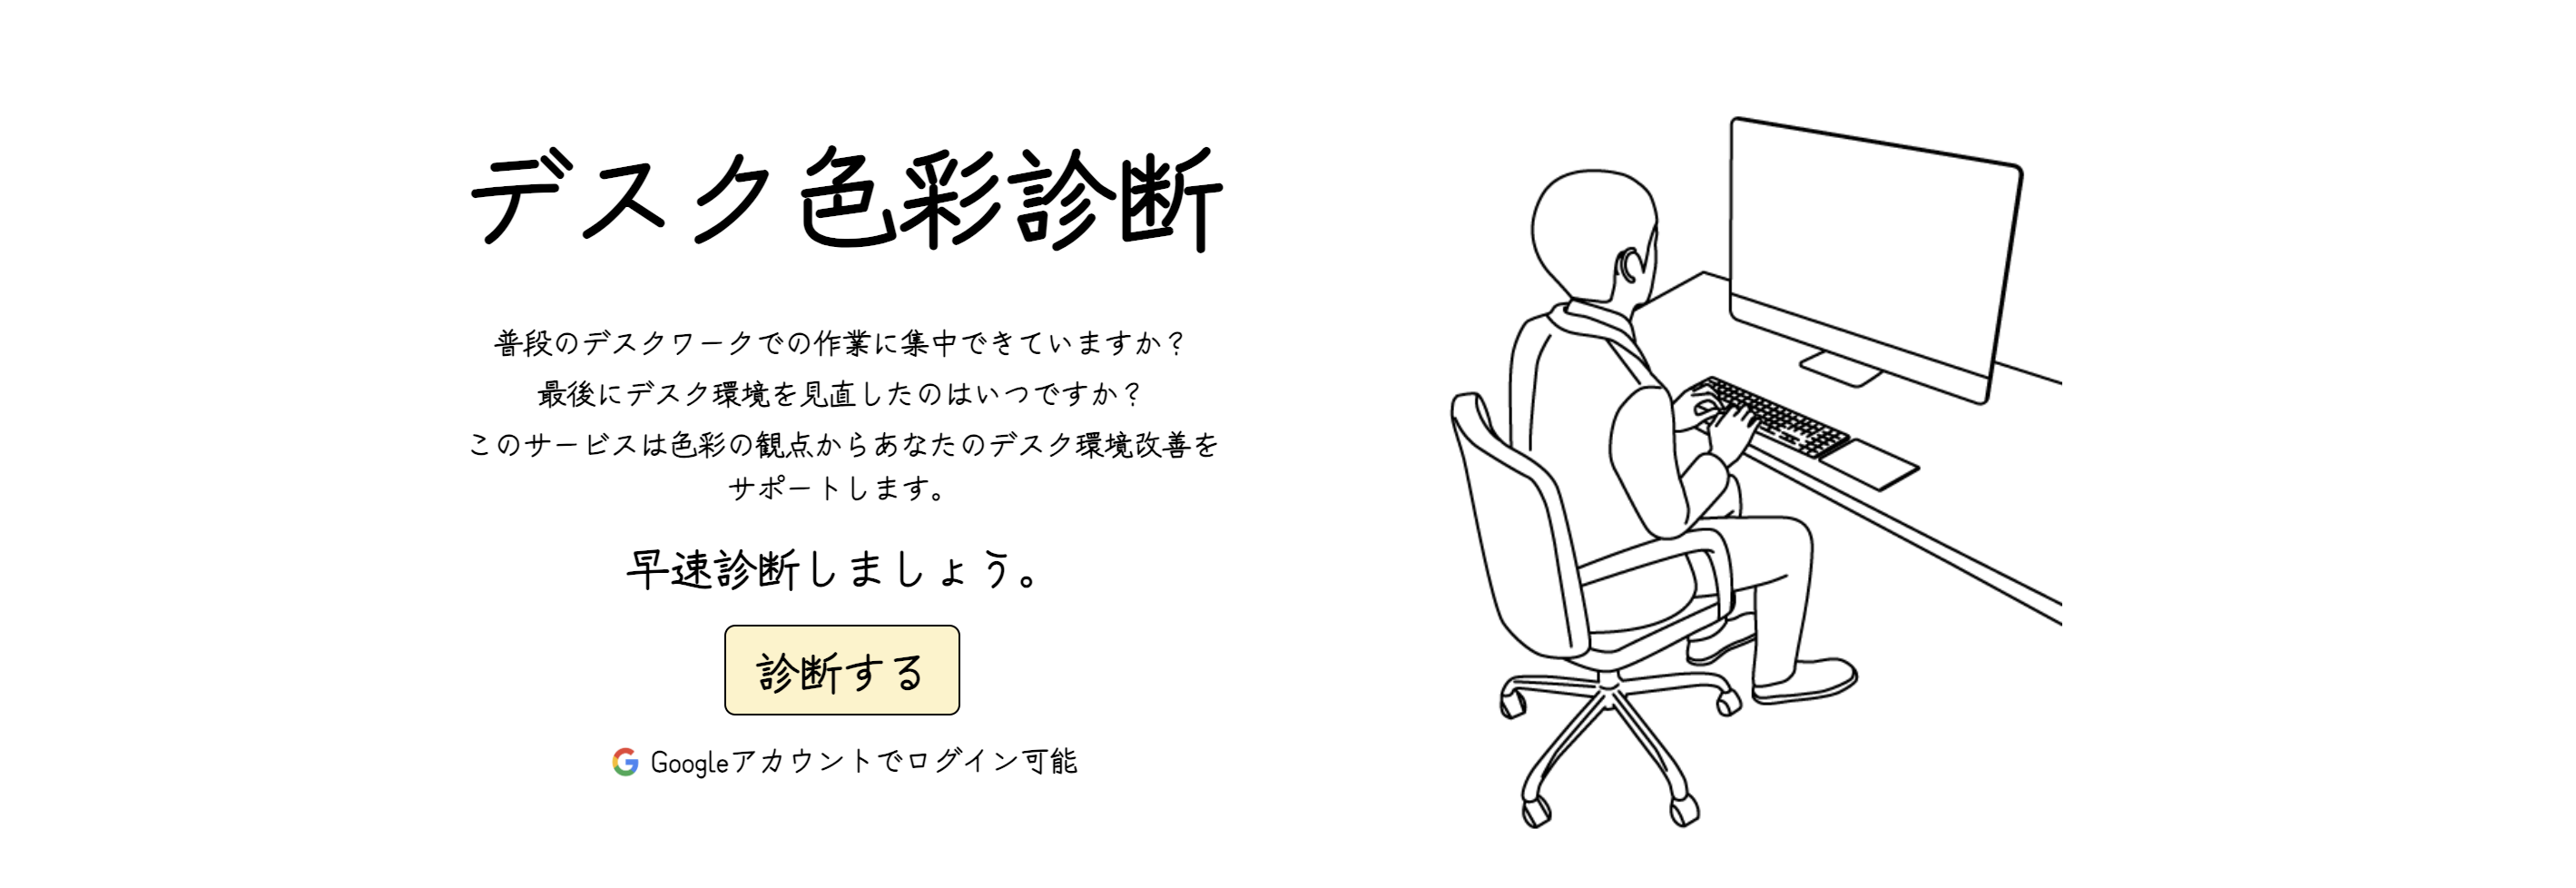 デスク色彩診断
普段のデスクワークでの作業に集中できていますか？
最後にデスク環境を見直したのはいつですか？
このサービスは色彩の観点からあなたのデスク環境改善を
サポートします。
早速診断しましょう。
診断する
Googleアカウントでログイン可能